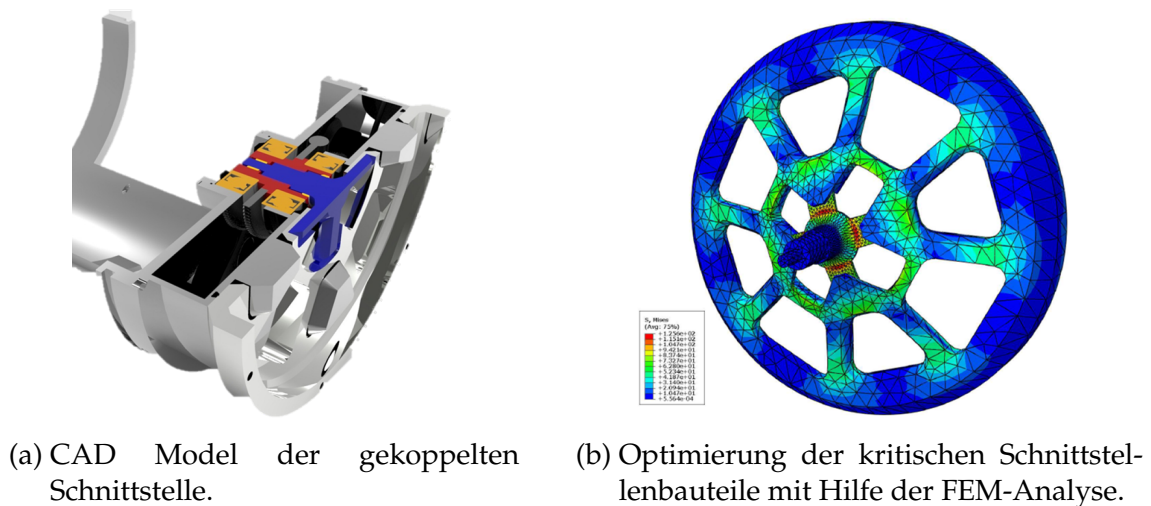 S, Mises
(Avg: 75%)
+1.256e+02
+1.151e+02
+1.047e+02
+9.421e+01
+8.374e+01
+7.327e+01
+6.280e+01
+5.234e+01
+4.187e+01
+3.140e+01
+2.094e+01
+1.047e+01
+5.564e-04
(a) CAD Model der gekoppelten
Schnittstelle.
(b) Optimierung der kritischen Schnittstel-
lenbauteile mit Hilfe der FEM-Analyse.